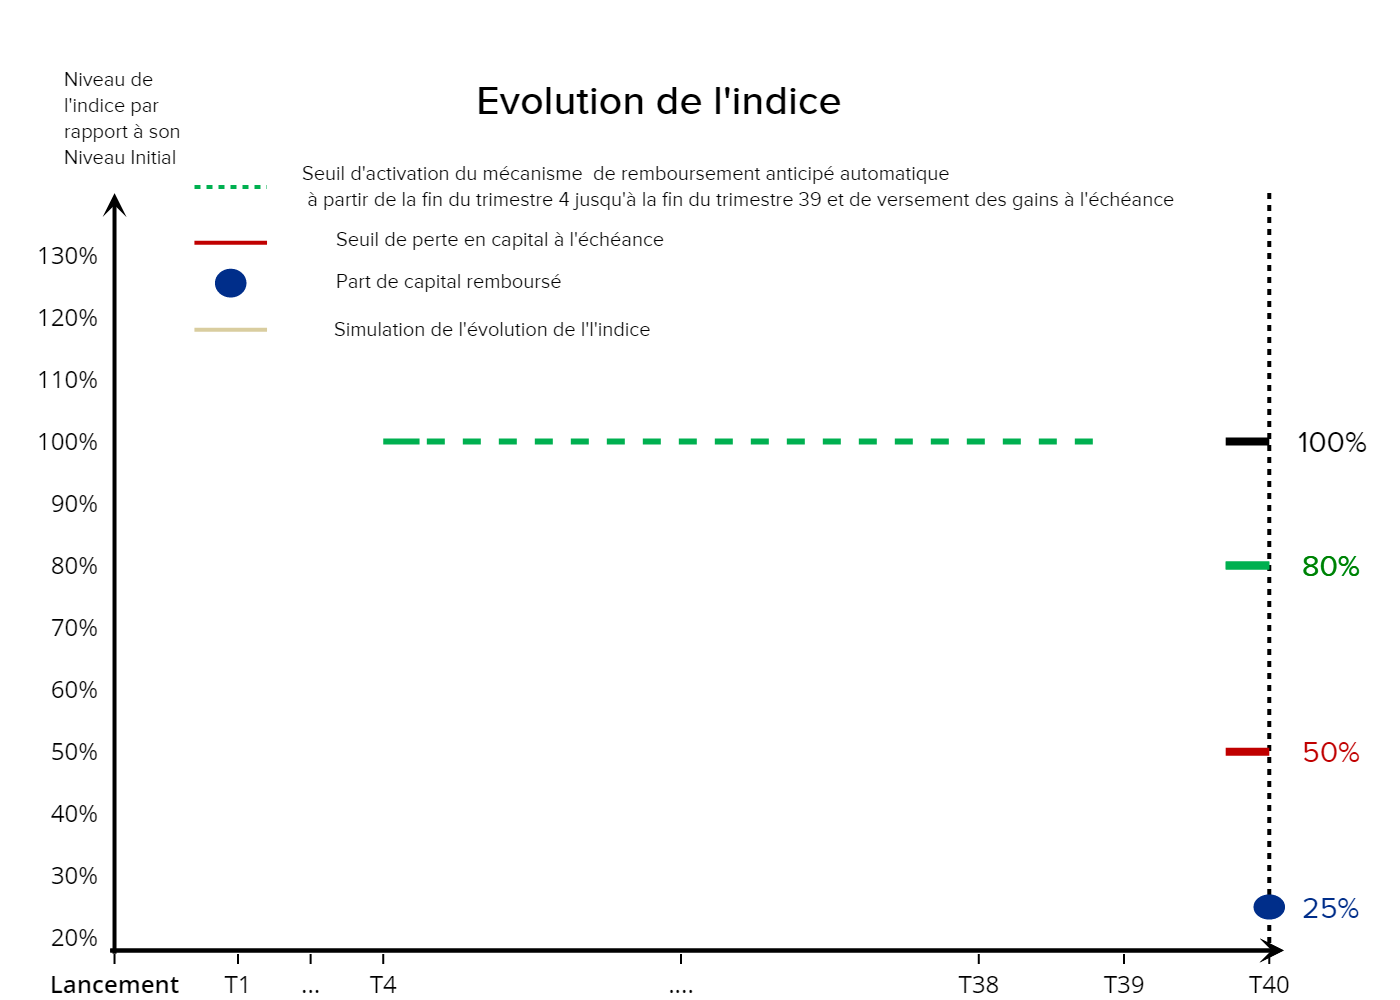 Niveau de
l'indice par
rapport à son
Niveau Initial
Evolution de l'indice
Seuil d'activation du mécanisme  de remboursement anticipé automatique
à partir de la fin du trimestre 4 jusqu'à la fin du trimestre 39 et de versement des gains à l'échéance
Seuil de perte en capital à l'échéance
Part de capital remboursé
Simulation de l'évolution de l'l'indice
130%
120%
110%
100%
90%
80%
70%
60%
50%
40%
30%
20%
100%
80%
50%
25%
Lancement T1 ... T4 .... T38 T39 T40